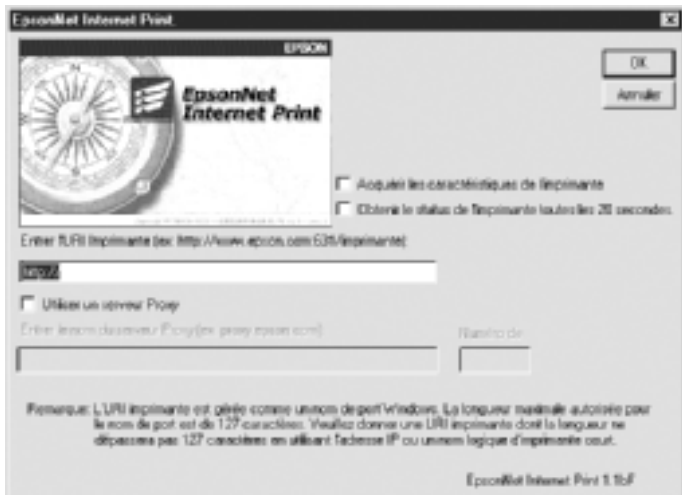 EpsonNet Internet Print
EPSON
EpsonNet
Internet Print
OK
Annuler
Acquérir les caractéristiques de l'imprimante
Obtenir le status de l'imprimante toutes les 20 secondes.
Entrer l'URI Imprimante (ex: http://www.epson.com:631/imprimante):
http://
Utiliser un serveur Proxy
Entrer le nom du serveur Proxy (ex: proxy.epson.com)
Numéro de
Remarque: L'URI imprimante est gérée comme un nom de port Windows. La longueur maximale autorisée pour
le nom de port est de 127 caractères. Veuillez donner une URI imprimante dont la longueur ne
dépassera pas 127 caractères en utilisant l'adresse IP ou un nom logique d'imprimante court.
EpsonNet Internet Print 1.1bF